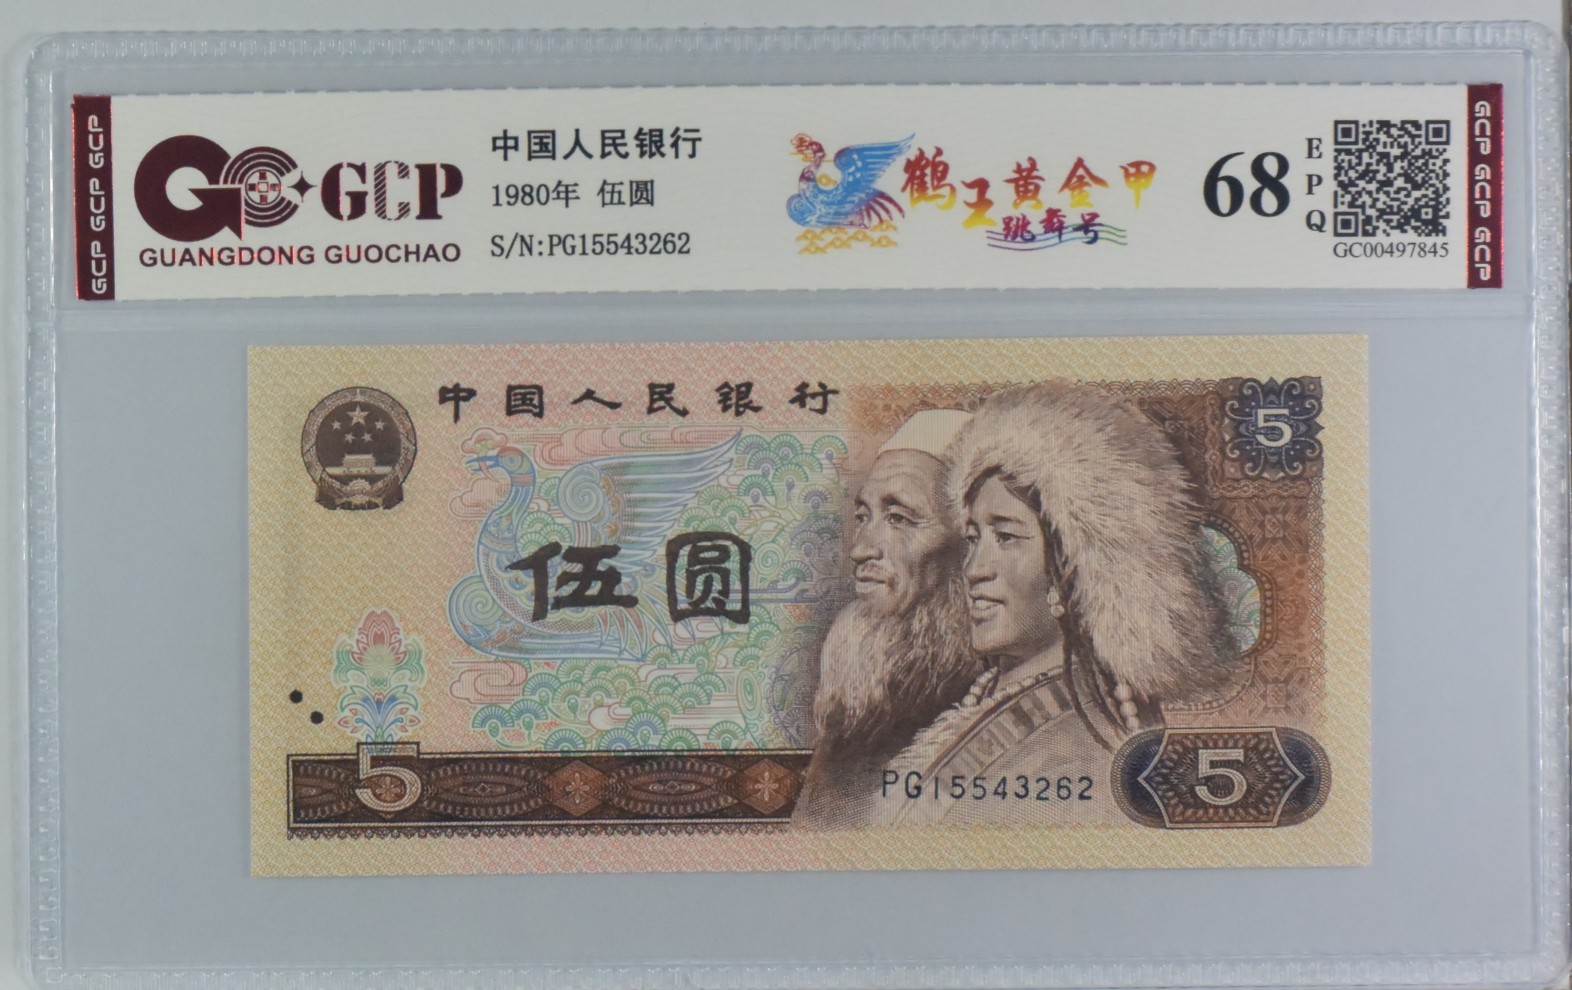 GCP GCP GCP
GCP
GUANGDONG GUOCHAO
中国人民银行
1980年 伍圆
S/N:PG15543262
鹤王黄金甲
跳舞号
68
EPQ
GC00497845
GCP GCP GCP
中国人民银行
5
伍圆
5
PG15543262
5